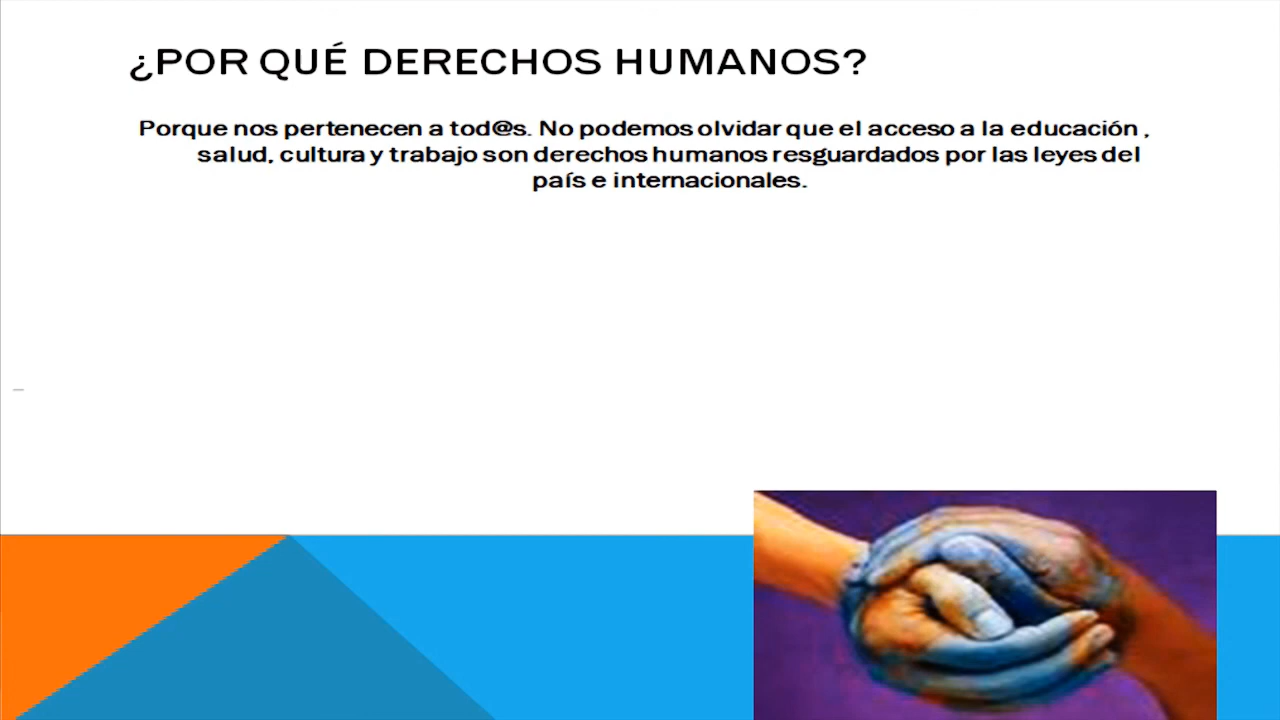 ¿POR QUÉ DERECHOS HUMANOS?
Porque nos pertenecen a tod@s. No podemos olvidar que el acceso a la educación ,
salud, cultura y trabajo son derechos humanos resguardados por las leyes del
país e internacionales.